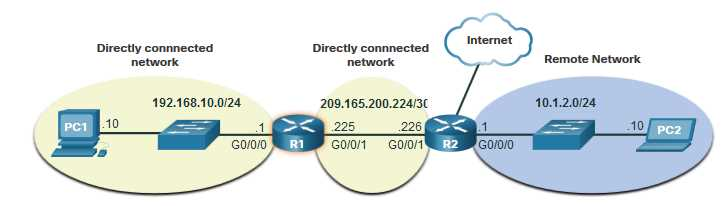 Directly connnected
network
Directly connnected
network
Internet
Remote Network
192.168.10.0/24
209.165.200.224/30
10.1.2.0/24
PC1
.10
.1
G0/0/0
R1
.225
G0/0/1
.226
G0/0/1
R2
.1
G0/0/0
.10
PC2